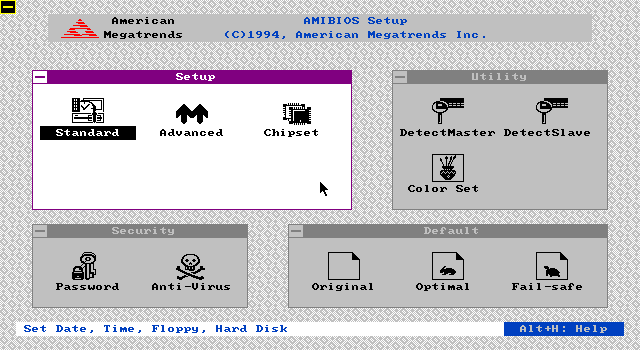 American
Megatrends
AMIBIOS Setup
(C)1994, American Megatrends Inc.
Setup
Standard
Advanced
Chipset
Utility
DetectMaster
DetectSlave
Color Set
Security
Password
Anti-Virus
Default
Original
Optimal
Fail-safe
Set Date, Time, Floppy, Hard Disk
Alt+H: Help